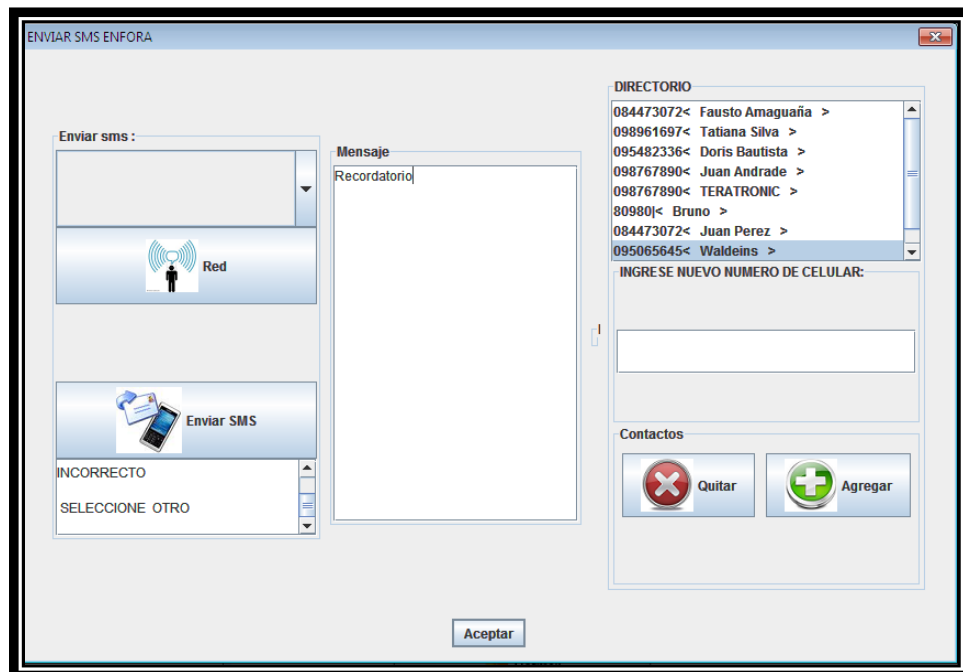 ENVIAR SMS ENFORA
Enviar sms :
Red
Enviar SMS
INCORRECTO
SELECCIONE OTRO
Mensaje
Recordatorio
DIRECTORIO
084473072< Fausto Amaguaña >
098961697< Tatiana Silva >
095482336< Doris Bautista >
098767890< Juan Andrade >
098767890< TERATRONIC >
80980|< Bruno >
084473072< Juan Perez >
095065645< Waldeins >
INGRESE NUEVO NUMERO DE CELULAR:
Contactos
Quitar
Agregar
Aceptar